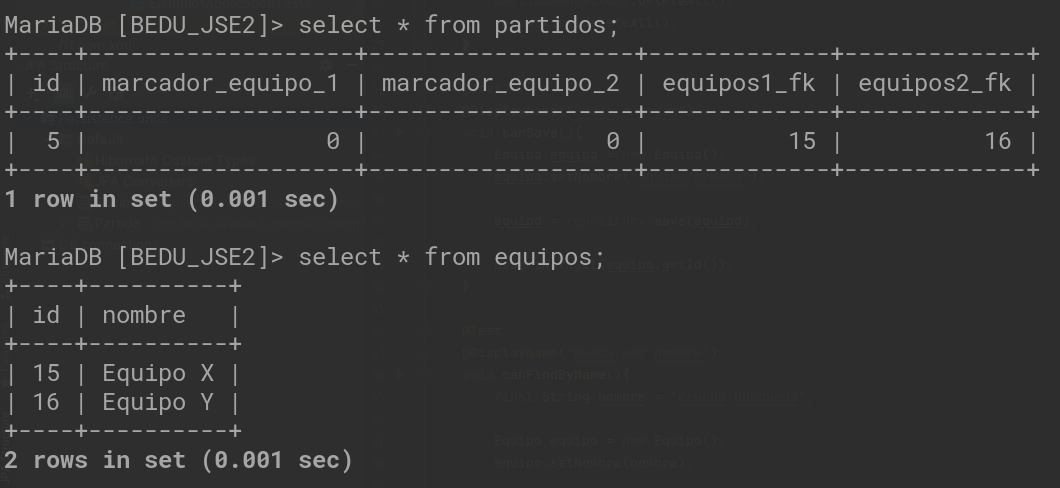 MariaDB [BEDU_JSE2]> select * from partidos;
+----+-------------------+-------------------+-------------+-------------+
| id | marcador_equipo_1 | marcador_equipo_2 | equipos1_fk | equipos2_fk |
+----+-------------------+-------------------+-------------+-------------+
|  5 |                 0 |                 0 |          15 |          16 |
+----+-------------------+-------------------+-------------+-------------+
1 row in set (0.001 sec)
MariaDB [BEDU_JSE2]> select * from equipos;
+----+----------+
| id | nombre   |
+----+----------+
| 15 | Equipo X |
| 16 | Equipo Y |
+----+----------+
2 rows in set (0.001 sec)